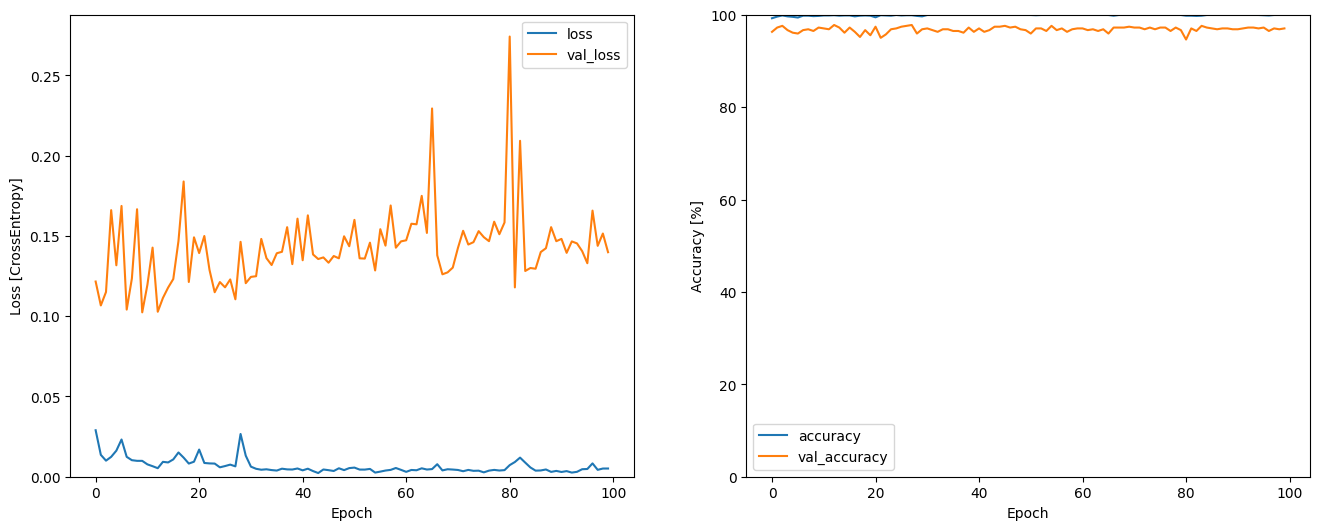 loss
val_loss
0.25
0.20
0.15
0.10
0.05
0.00
Loss [CrossEntropy]
0 20 40 60 80 100
Epoch
100
80
60
40
20
0
Accuracy [%]
accuracy
val_accuracy
0 20 40 60 80 100
Epoch